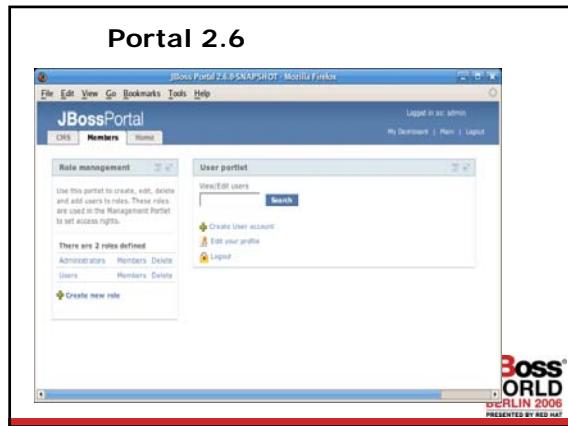 Portal 2.6
JBoss Portal 2.6.0-SNAPSHOT - Mozilla Firefox
File Edit View Go Bookmarks Tools Help
JBossPortal
Logged in as: admin
My Dashboard | Main | Logout
CMS Members Home
Role management
Use this portlet to create, edit, delete
and add users to roles. These roles
are used in the Management Portlet
to set access rights.
There are 2 roles defined
Administrators Members Delete
Users Members Delete
Create new role
User portlet
View/Edit users
Search
Create User account
Edit your profile
Logout
Boss
ORLD
BERLIN 2006
PRESENTED BY RED HAT